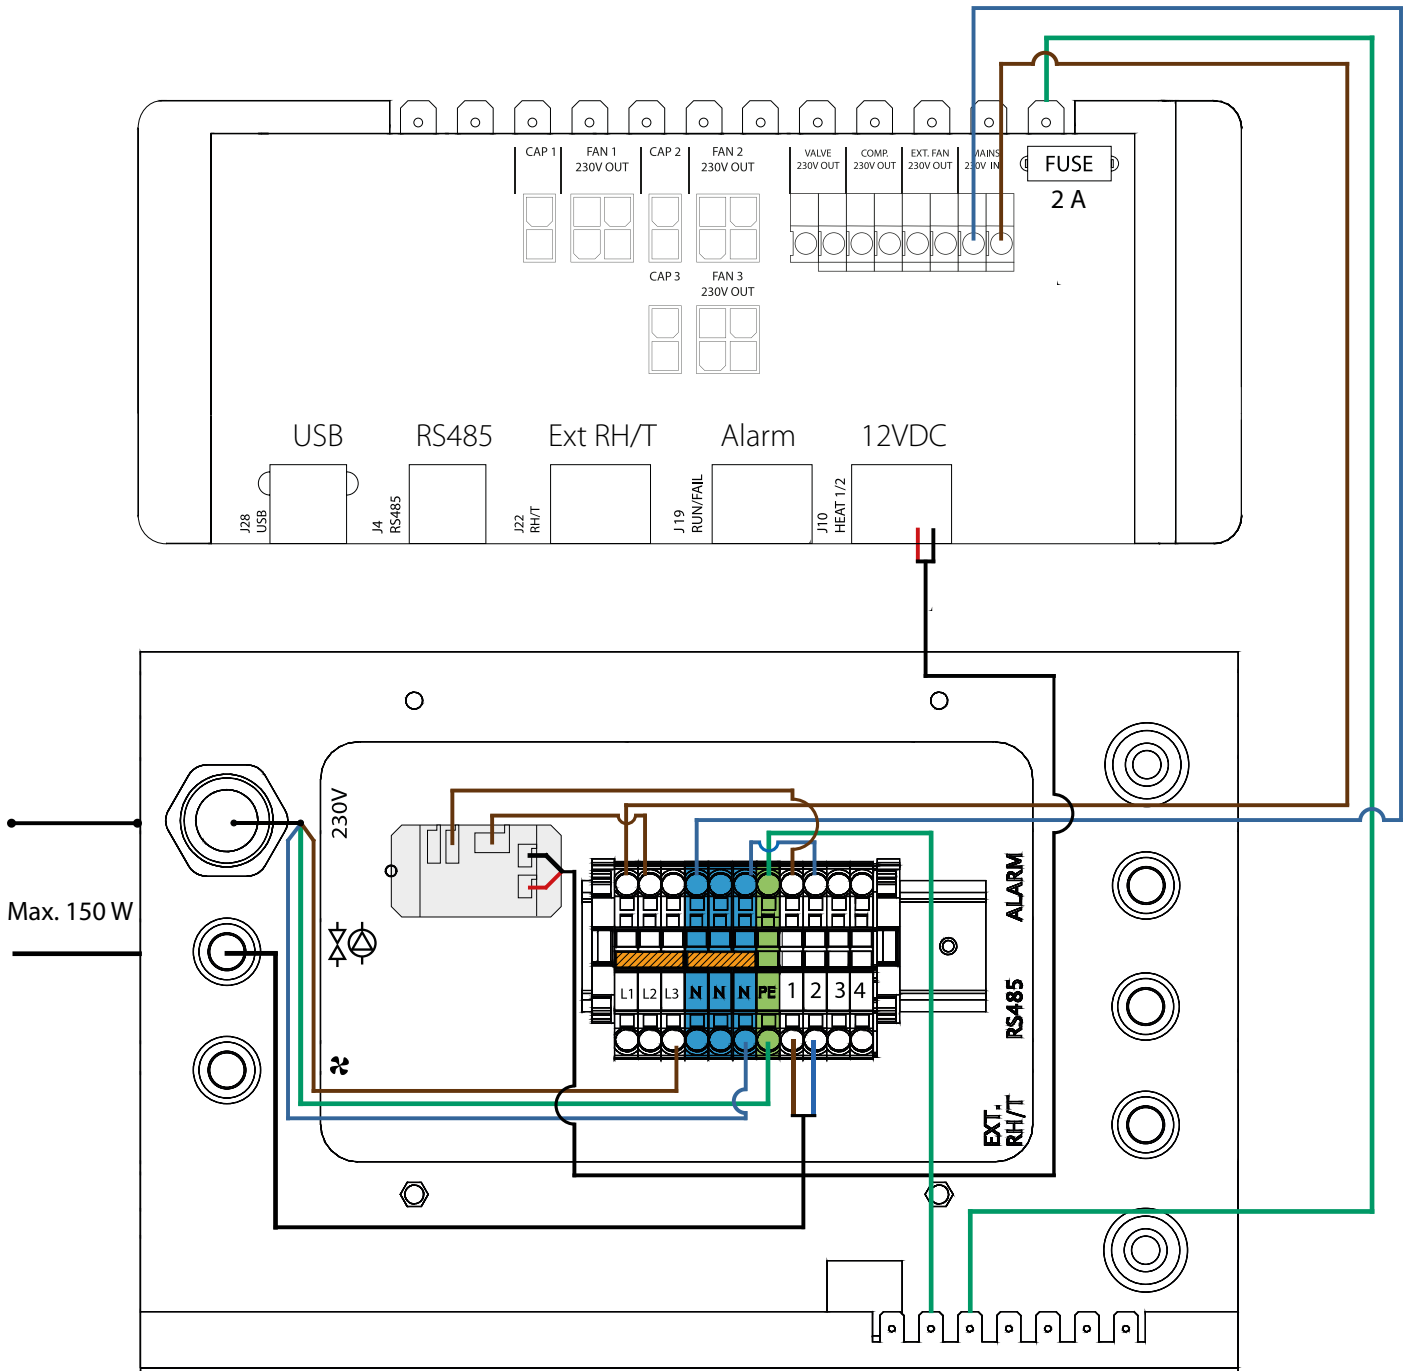 CAP 1
FAN 1
230V OUT
CAP 2
FAN 2
230V OUT
VALVE
230V OUT
COMP.
230V OUT
EXT. FAN
230V OUT
MAINS
230V IN
FUSE
2 A
CAP 3
FAN 3
230V OUT
USB
RS485
Ext RH/T
Alarm
12VDC
J28
USB
J4
RS485
J22
RH/T
J19
RUN/FAIL
J10
HEAT 1/2
230V
Max. 150 W
ALARM
RS485
EXT.
RH/T
L1 L2 L3 N N N PE 1 2 3 4